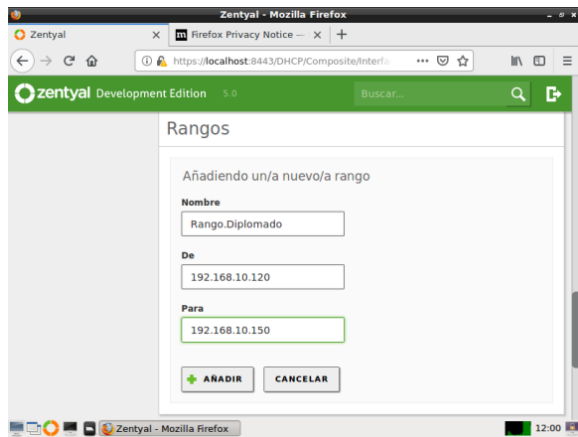 Zentyal - Mozilla Firefox
Zentyal
Firefox Privacy Notice —
https://localhost:8443/DHCP/Composite/Interfa
zentyal Development Edition 5.0 Buscar...
Rangos
Añadiendo un/a nuevo/a rango
Nombre
Rango.Diplomado
De
192.168.10.120
Para
192.168.10.150
AÑADIR CANCELAR
Zentyal - Mozilla Firefox 12:00